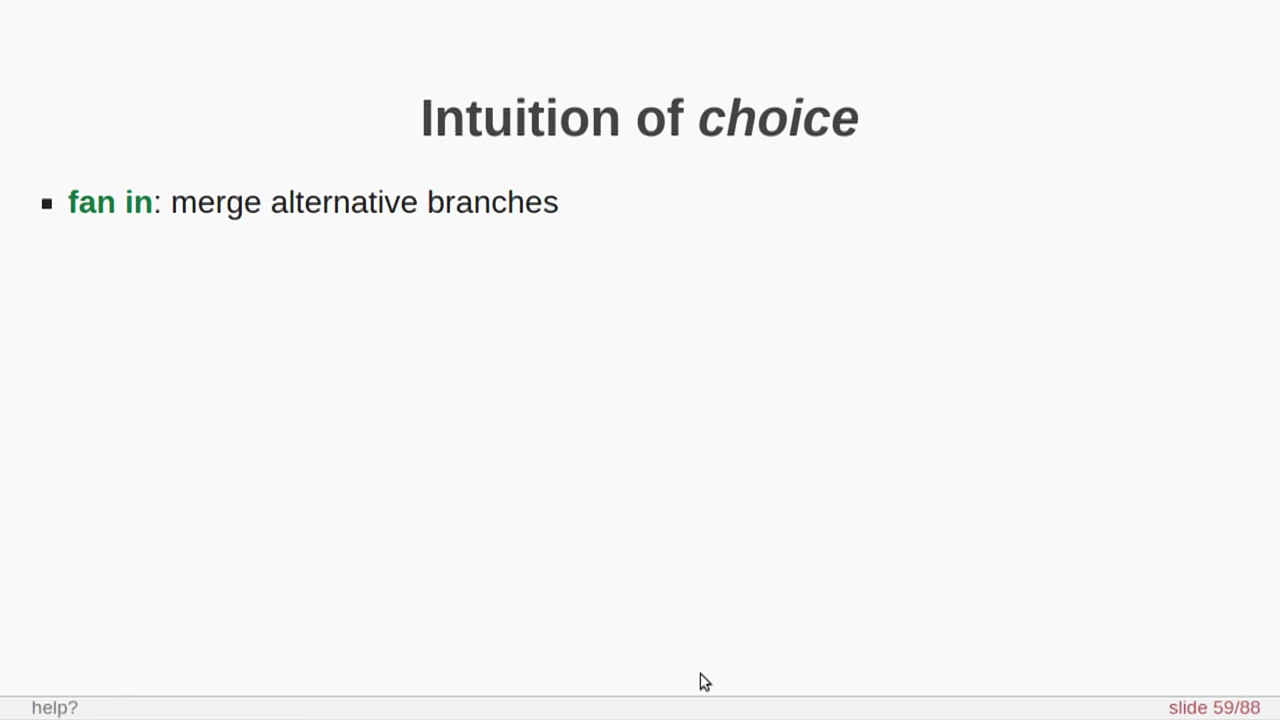 Intuition of choice
fan in: merge alternative branches
help?
slide 59/88